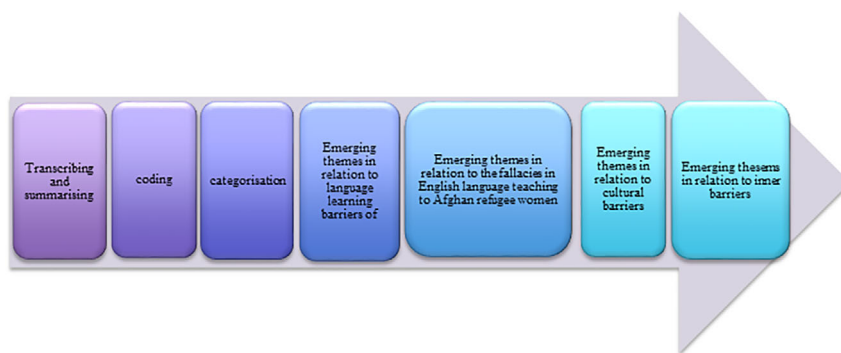 Transcribing
and
summarising
coding
categorisation
Emerging
themes in
relation to
language
learning
barriers of
Emerging themes in
relation to the fallacies in
English language teaching
to Afghan refugee women
Emerging
themes in
relation to
cultural
barriers
Emerging thesems
in relation to inner
barriers